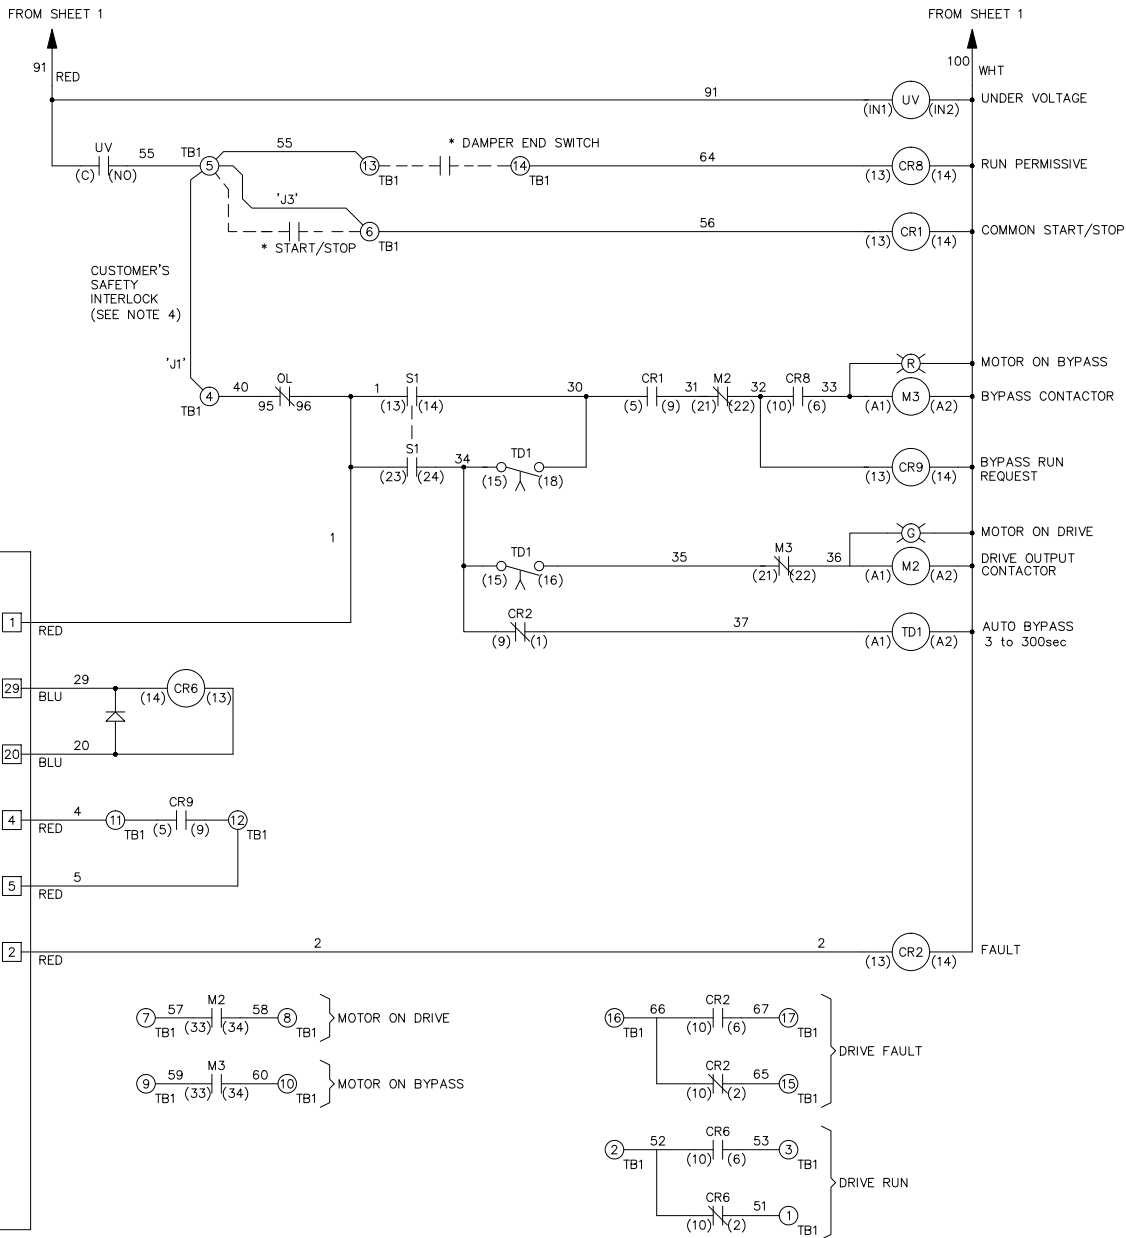 FROM SHEET 1
FROM SHEET 1
91
RED
100
WHT
91
(IN1) UV (IN2)
UNDER VOLTAGE
UV
(C) (NO)
55
TB1
5
55
13
TB1
* DAMPER END SWITCH
14
TB1
64
(13) CR8 (14)
RUN PERMISSIVE
'J3'
* START/STOP
6
TB1
56
(13) CR1 (14)
COMMON START/STOP
CUSTOMER'S
SAFETY
INTERLOCK
(SEE NOTE 4)
'J1'
4
TB1
40
OL
95 96
1
S1
(13) (14)
30
CR1
(5) (9)
31
M2
(21) (22)
32
CR8
(10) (6)
33
R
MOTOR ON BYPASS
(A1) M3 (A2)
BYPASS CONTACTOR
S1
(23) (24)
34
TD1
(15) (18)
(13) CR9 (14)
BYPASS RUN
REQUEST
1
G
MOTOR ON DRIVE
TD1
(15) (16)
35
M3
(21) (22)
36
(A1) M2 (A2)
DRIVE OUTPUT
CONTACTOR
CR2
(9) (1)
37
(A1) TD1 (A2)
AUTO BYPASS
3 to 300sec
1
RED
29
BLU
29
(14) CR6 (13)
20
BLU
20
4
RED
4
11
TB1
CR9
(5) (9)
12
TB1
5
RED
5
2
RED
2
2
(13) CR2 (14)
FAULT
7
TB1
57
M2
(33) (34)
58
8
TB1
MOTOR ON DRIVE
9
TB1
59
M3
(33) (34)
60
10
TB1
MOTOR ON BYPASS
16
TB1
66
CR2
(10) (6)
67
17
TB1
DRIVE FAULT
CR2
(10) (2)
65
15
TB1
2
TB1
52
CR6
(10) (6)
53
3
TB1
DRIVE RUN
CR6
(10) (2)
51
1
TB1